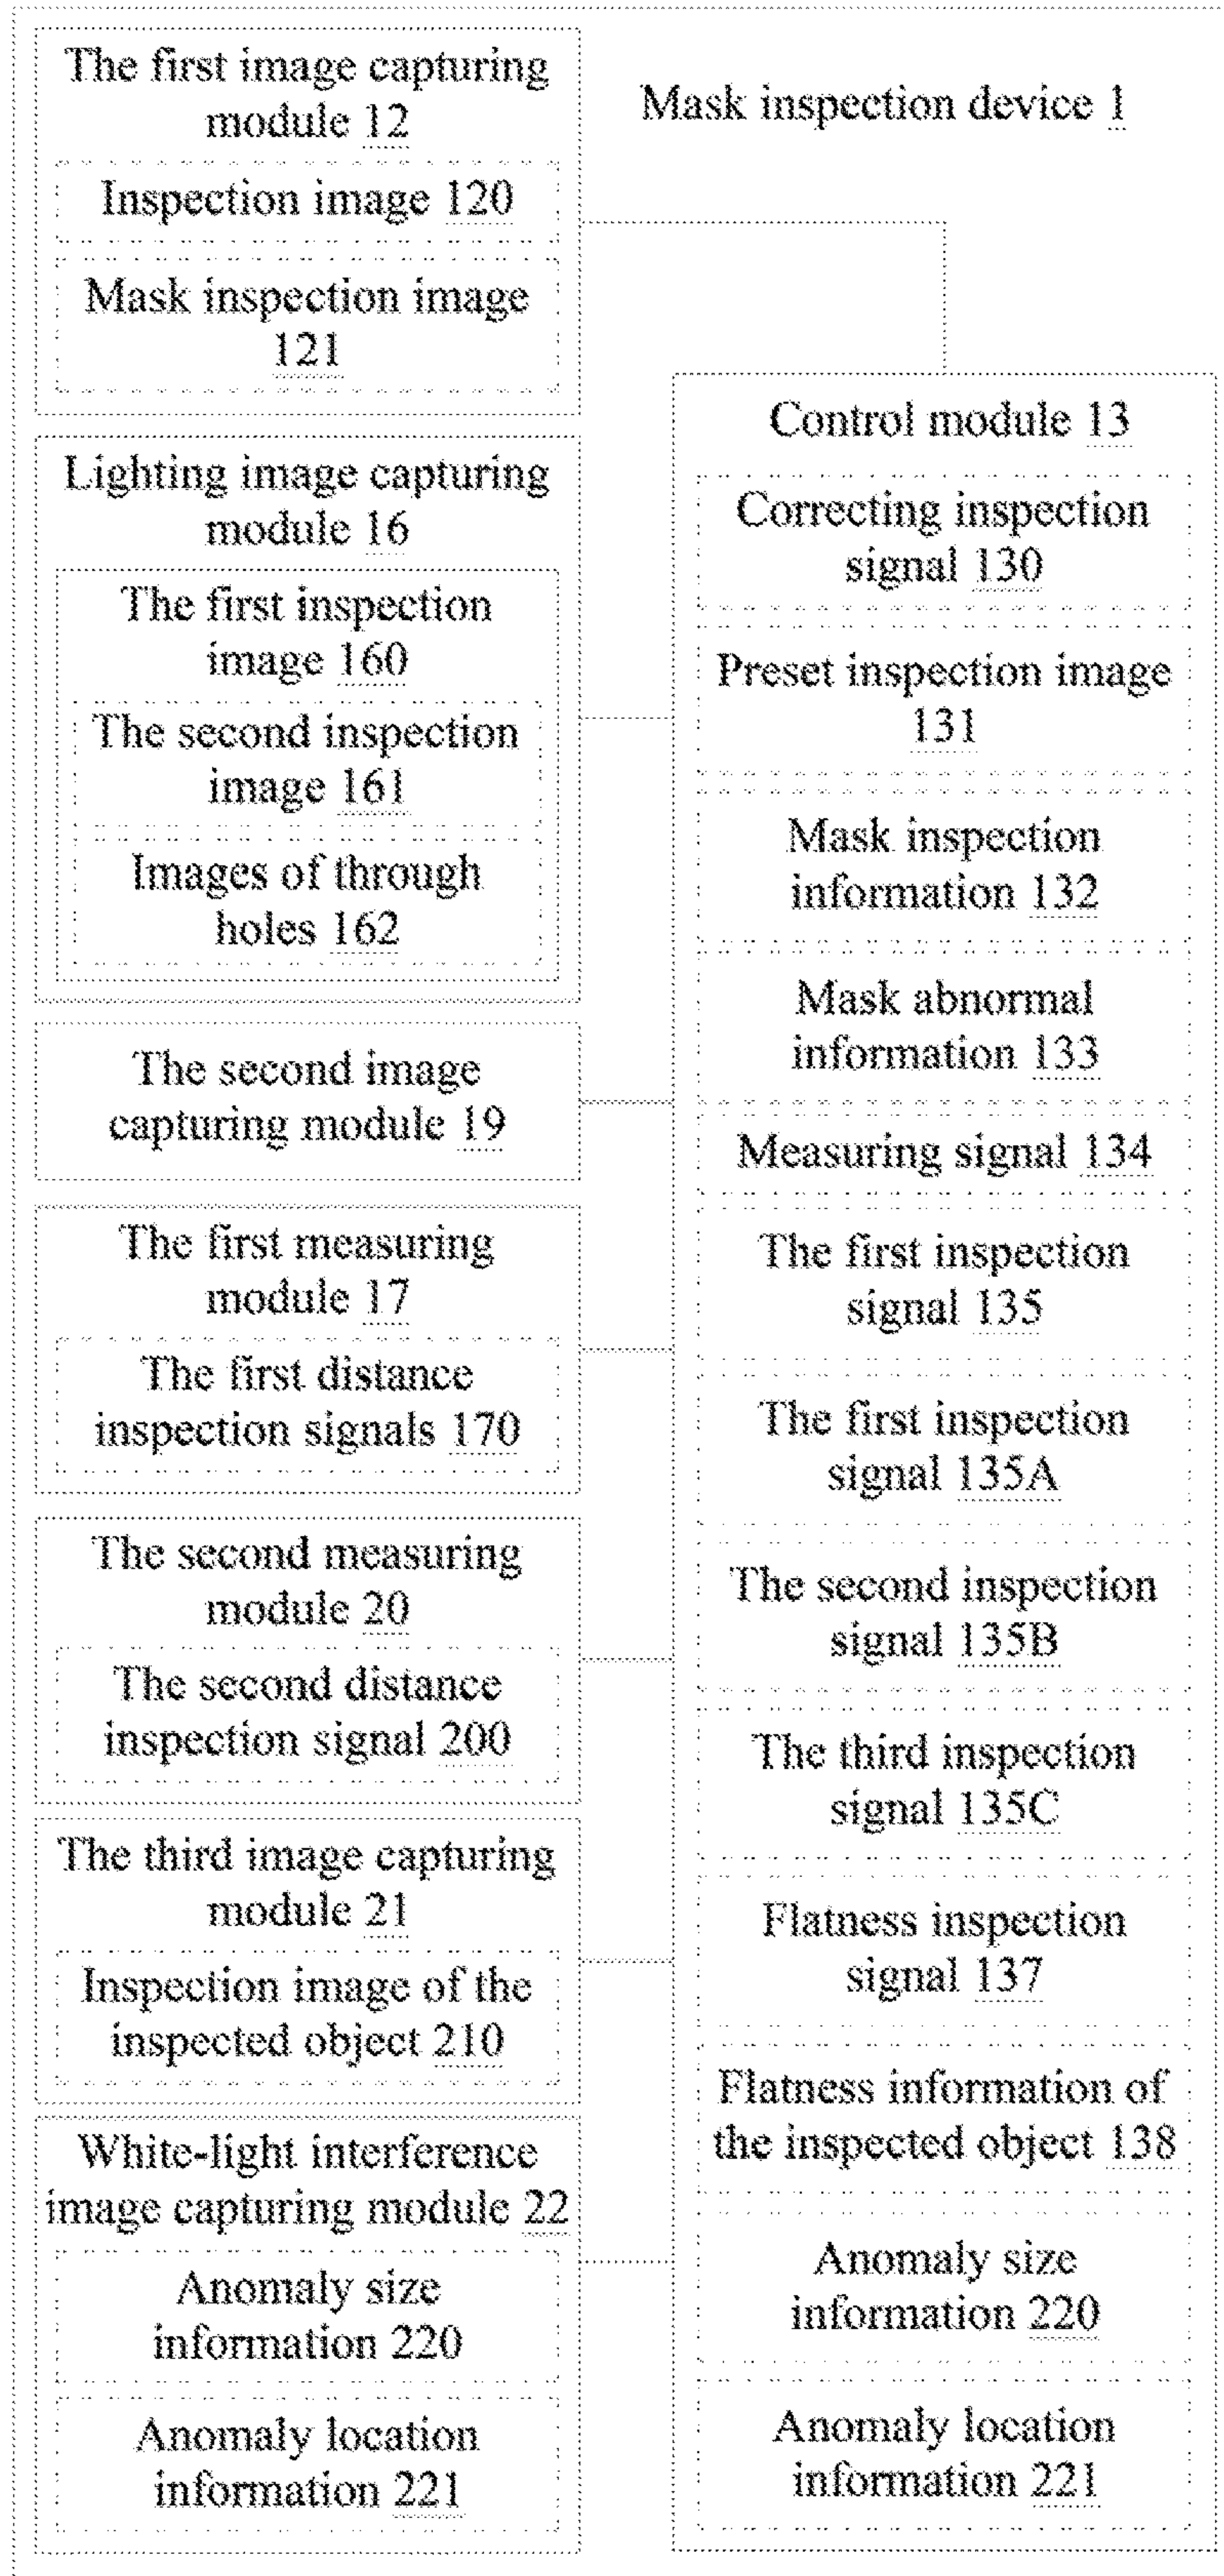 The first image capturing
module 12
Inspection image 120
Mask inspection image
121
Mask inspection device 1
Lighting image capturing
module 16
The first inspection
image 160
The second inspection
image 161
Images of through
holes 162
The second image
capturing module 19
The first measuring
module 17
The first distance
inspection signals 170
The second measuring
module 20
The second distance
inspection signal 200
The third image capturing
module 21
Inspection image of the
inspected object 210
White-light interference
image capturing module 22
Anomaly size
information 220
Anomaly location
information 221
Control module 13
Correcting inspection
signal 130
Preset inspection image
131
Mask inspection
information 132
Mask abnormal
information 133
Measuring signal 134
The first inspection
signal 135
The first inspection
signal 135A
The second inspection
signal 135B
The third inspection
signal 135C
Flatness inspection
signal 137
Flatness information of
the inspected object 138
Anomaly size
information 220
Anomaly location
information 221